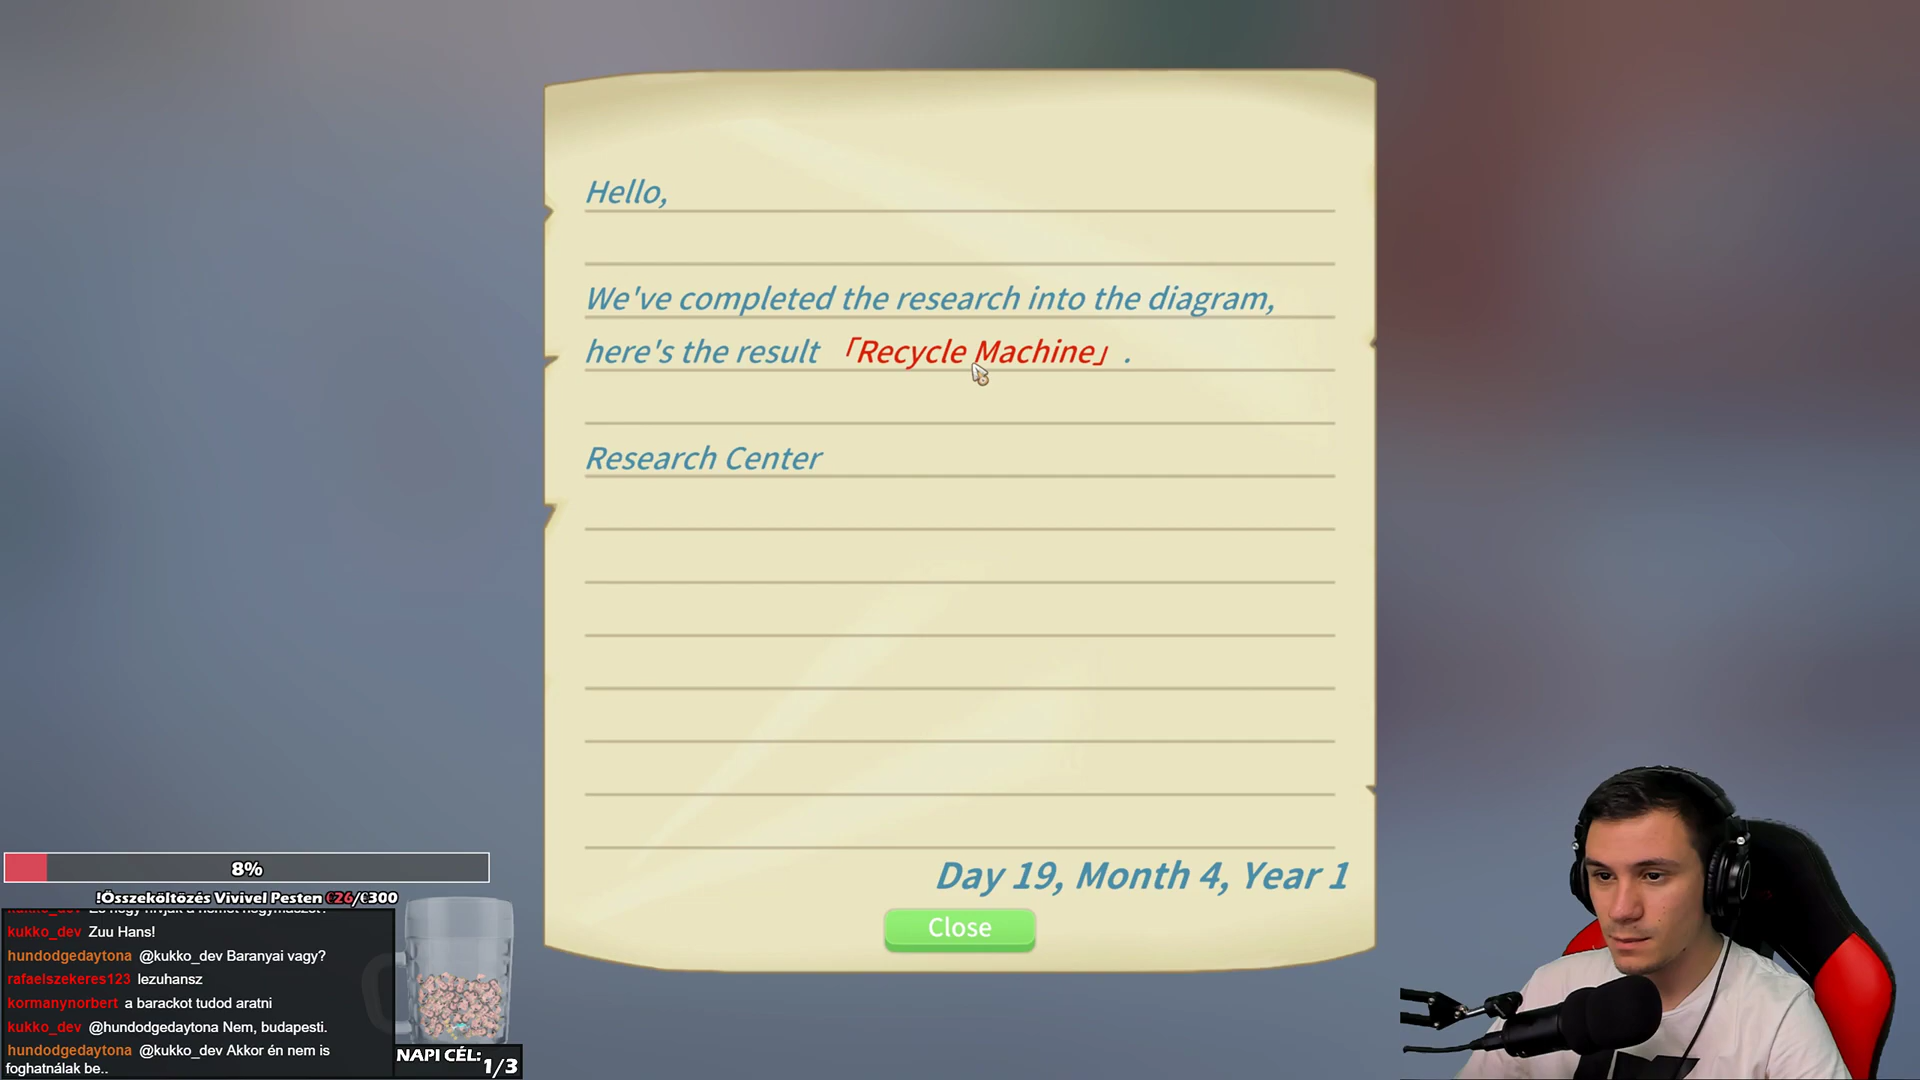 Hello,
We've completed the research into the diagram,
here's the result 「Recycle Machine」 .
Research Center
Day 19, Month 4, Year 1
Close
8%
!Összeköltözés Vivivel Pesten €26/€300
kukko_dev Zuu Hans!
hundodgedaytona @kukko_dev Baranyai vagy?
rafaelszekeres123 lezuhansz
kormanynorbert a barackot tudod aratni
kukko_dev @hundodgedaytona Nem, budapesti.
hundodgedaytona @kukko_dev Akkor én nem is
foghatnálak be..
NAPI CÉL: 1/3